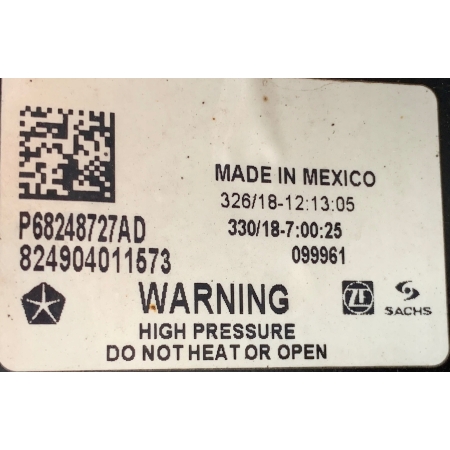 MADE IN MEXICO
326/18-12:13:05
P68248727AD
330/18-7:00:25
824904011573
099961
WARNING
ZF
SACHS
HIGH PRESSURE
DO NOT HEAT OR OPEN